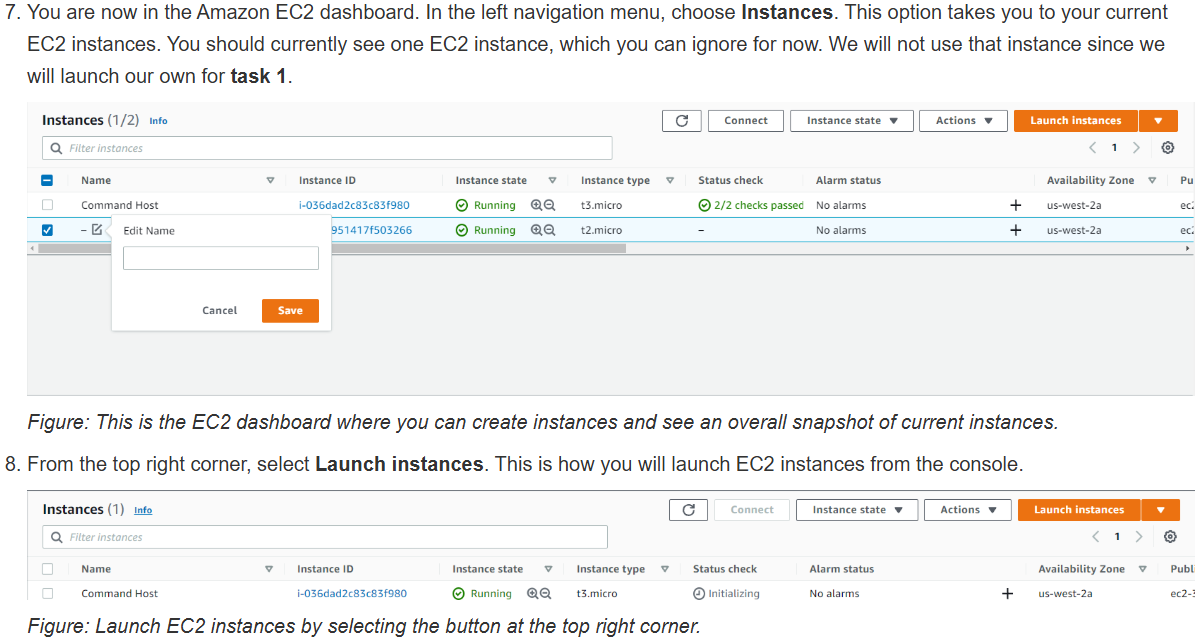 7. You are now in the Amazon EC2 dashboard. In the left navigation menu, choose Instances. This option takes you to your current
EC2 instances. You should currently see one EC2 instance, which you can ignore for now. We will not use that instance since we
will launch our own for task 1.
Instances (1/2) Info
Connect Instance state Actions Launch instances
Filter instances
1
Name Instance ID Instance state Instance type Status check Alarm status Availability Zone Pu
Command Host i-036dad2c83c83f980 Running t3.micro 2/2 checks passed No alarms + us-west-2a ec2
– 951417f503266 Running t2.micro – No alarms + us-west-2a ec2
Edit Name
Cancel Save
Figure: This is the EC2 dashboard where you can create instances and see an overall snapshot of current instances.
8. From the top right corner, select Launch instances. This is how you will launch EC2 instances from the console.
Instances (1) Info
Connect Instance state Actions Launch instances
Filter instances
1
Name Instance ID Instance state Instance type Status check Alarm status Availability Zone Publ
Command Host i-036dad2c83c83f980 Running t3.micro Initializing No alarms + us-west-2a ec2-3
Figure: Launch EC2 instances by selecting the button at the top right corner.